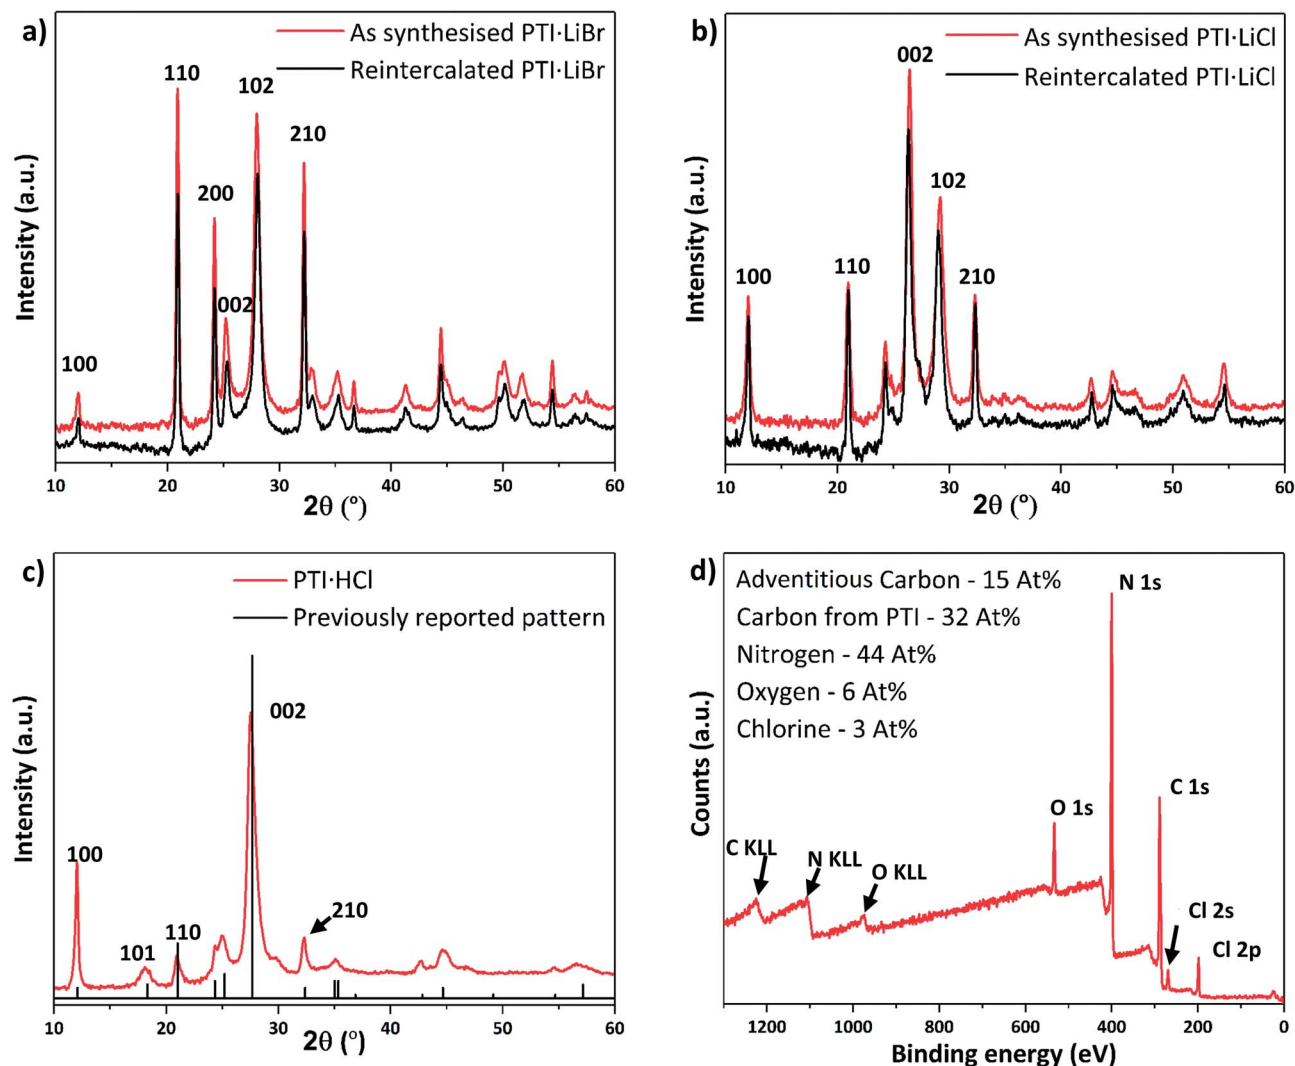 a)
As synthesised PTI·LiBr
Reintercalated PTI·LiBr
110
102
210
200
002
100
Intensity (a.u.)
10 20 30 40 50 60
2θ (°)
b)
As synthesised PTI·LiCl
Reintercalated PTI·LiCl
002
102
100
110
210
Intensity (a.u.)
10 20 30 40 50 60
2θ (°)
c)
PTI·HCl
Previously reported pattern
002
100
210
101
110
Intensity (a.u.)
10 20 30 40 50 60
2θ (°)
d)
Adventitious Carbon - 15 At%
Carbon from PTI - 32 At%
Nitrogen - 44 At%
Oxygen - 6 At%
Chlorine - 3 At%
N 1s
C 1s
O 1s
C KLL
N KLL
O KLL
Cl 2s
Cl 2p
Counts (a.u.)
1200 1000 800 600 400 200 0
Binding energy (eV)